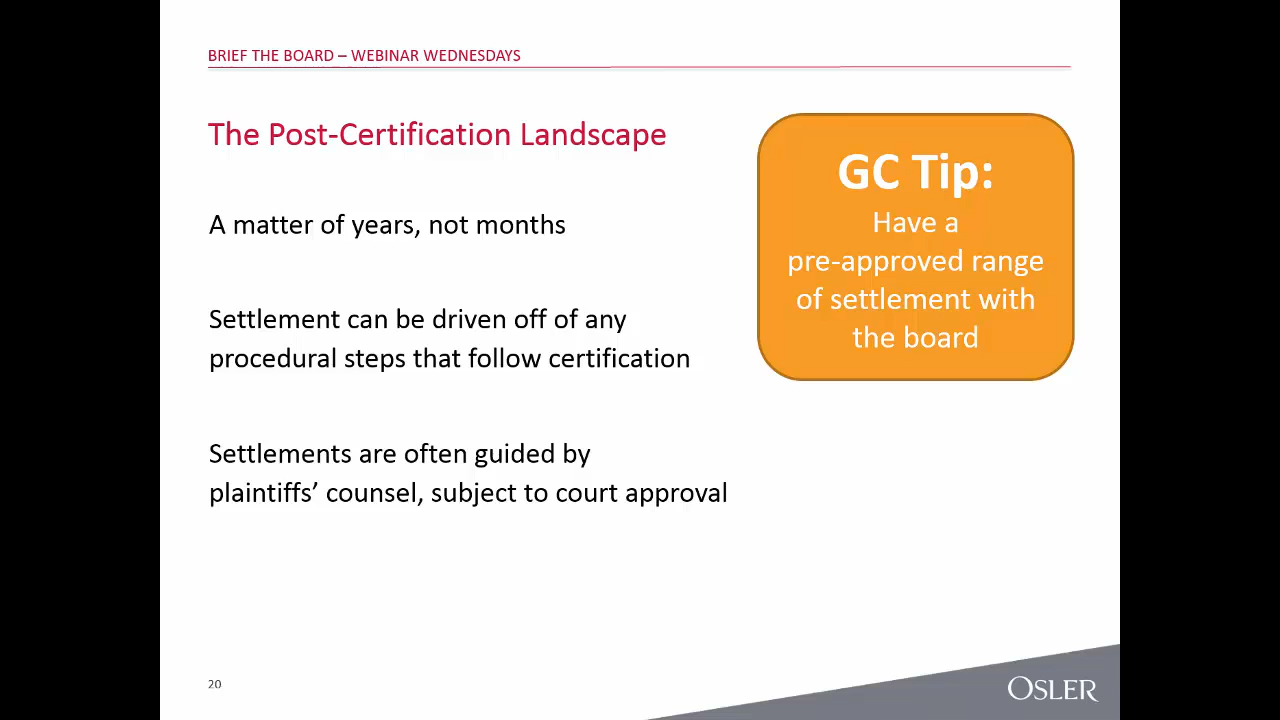 BRIEF THE BOARD – WEBINAR WEDNESDAYS
The Post-Certification Landscape
A matter of years, not months
Settlement can be driven off of any
procedural steps that follow certification
Settlements are often guided by
plaintiffs’ counsel, subject to court approval
GC Tip:
Have a
pre-approved range
of settlement with
the board
20
OSLER